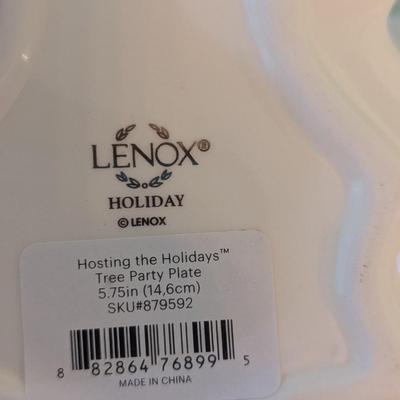 LENOX®
HOLIDAY
© LENOX
Hosting the Holidays™
Tree Party Plate
5.75in (14,6cm)
SKU#879592
8 82864 76899 5
MADE IN CHINA